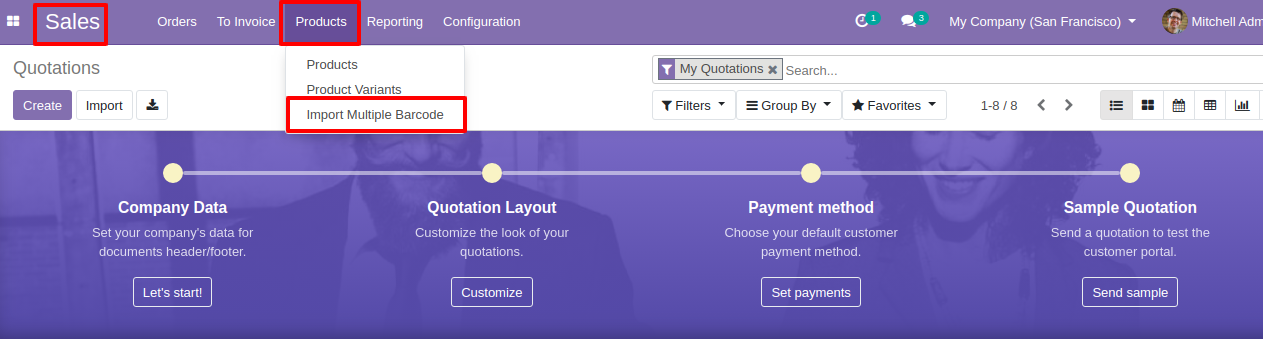 Sales Orders To Invoice Products Reporting Configuration 1 3 My Company (San Francisco) Mitchell Adm
Products
Product Variants
Import Multiple Barcode
Quotations
My Quotations Search...
Create Import
Filters Group By Favorites 1-8 / 8
Company Data
Set your company's data for
documents header/footer.
Let's start!
Quotation Layout
Customize the look of your
quotations.
Customize
Payment method
Choose your default customer
payment method.
Set payments
Sample Quotation
Send a quotation to test the
customer portal.
Send sample